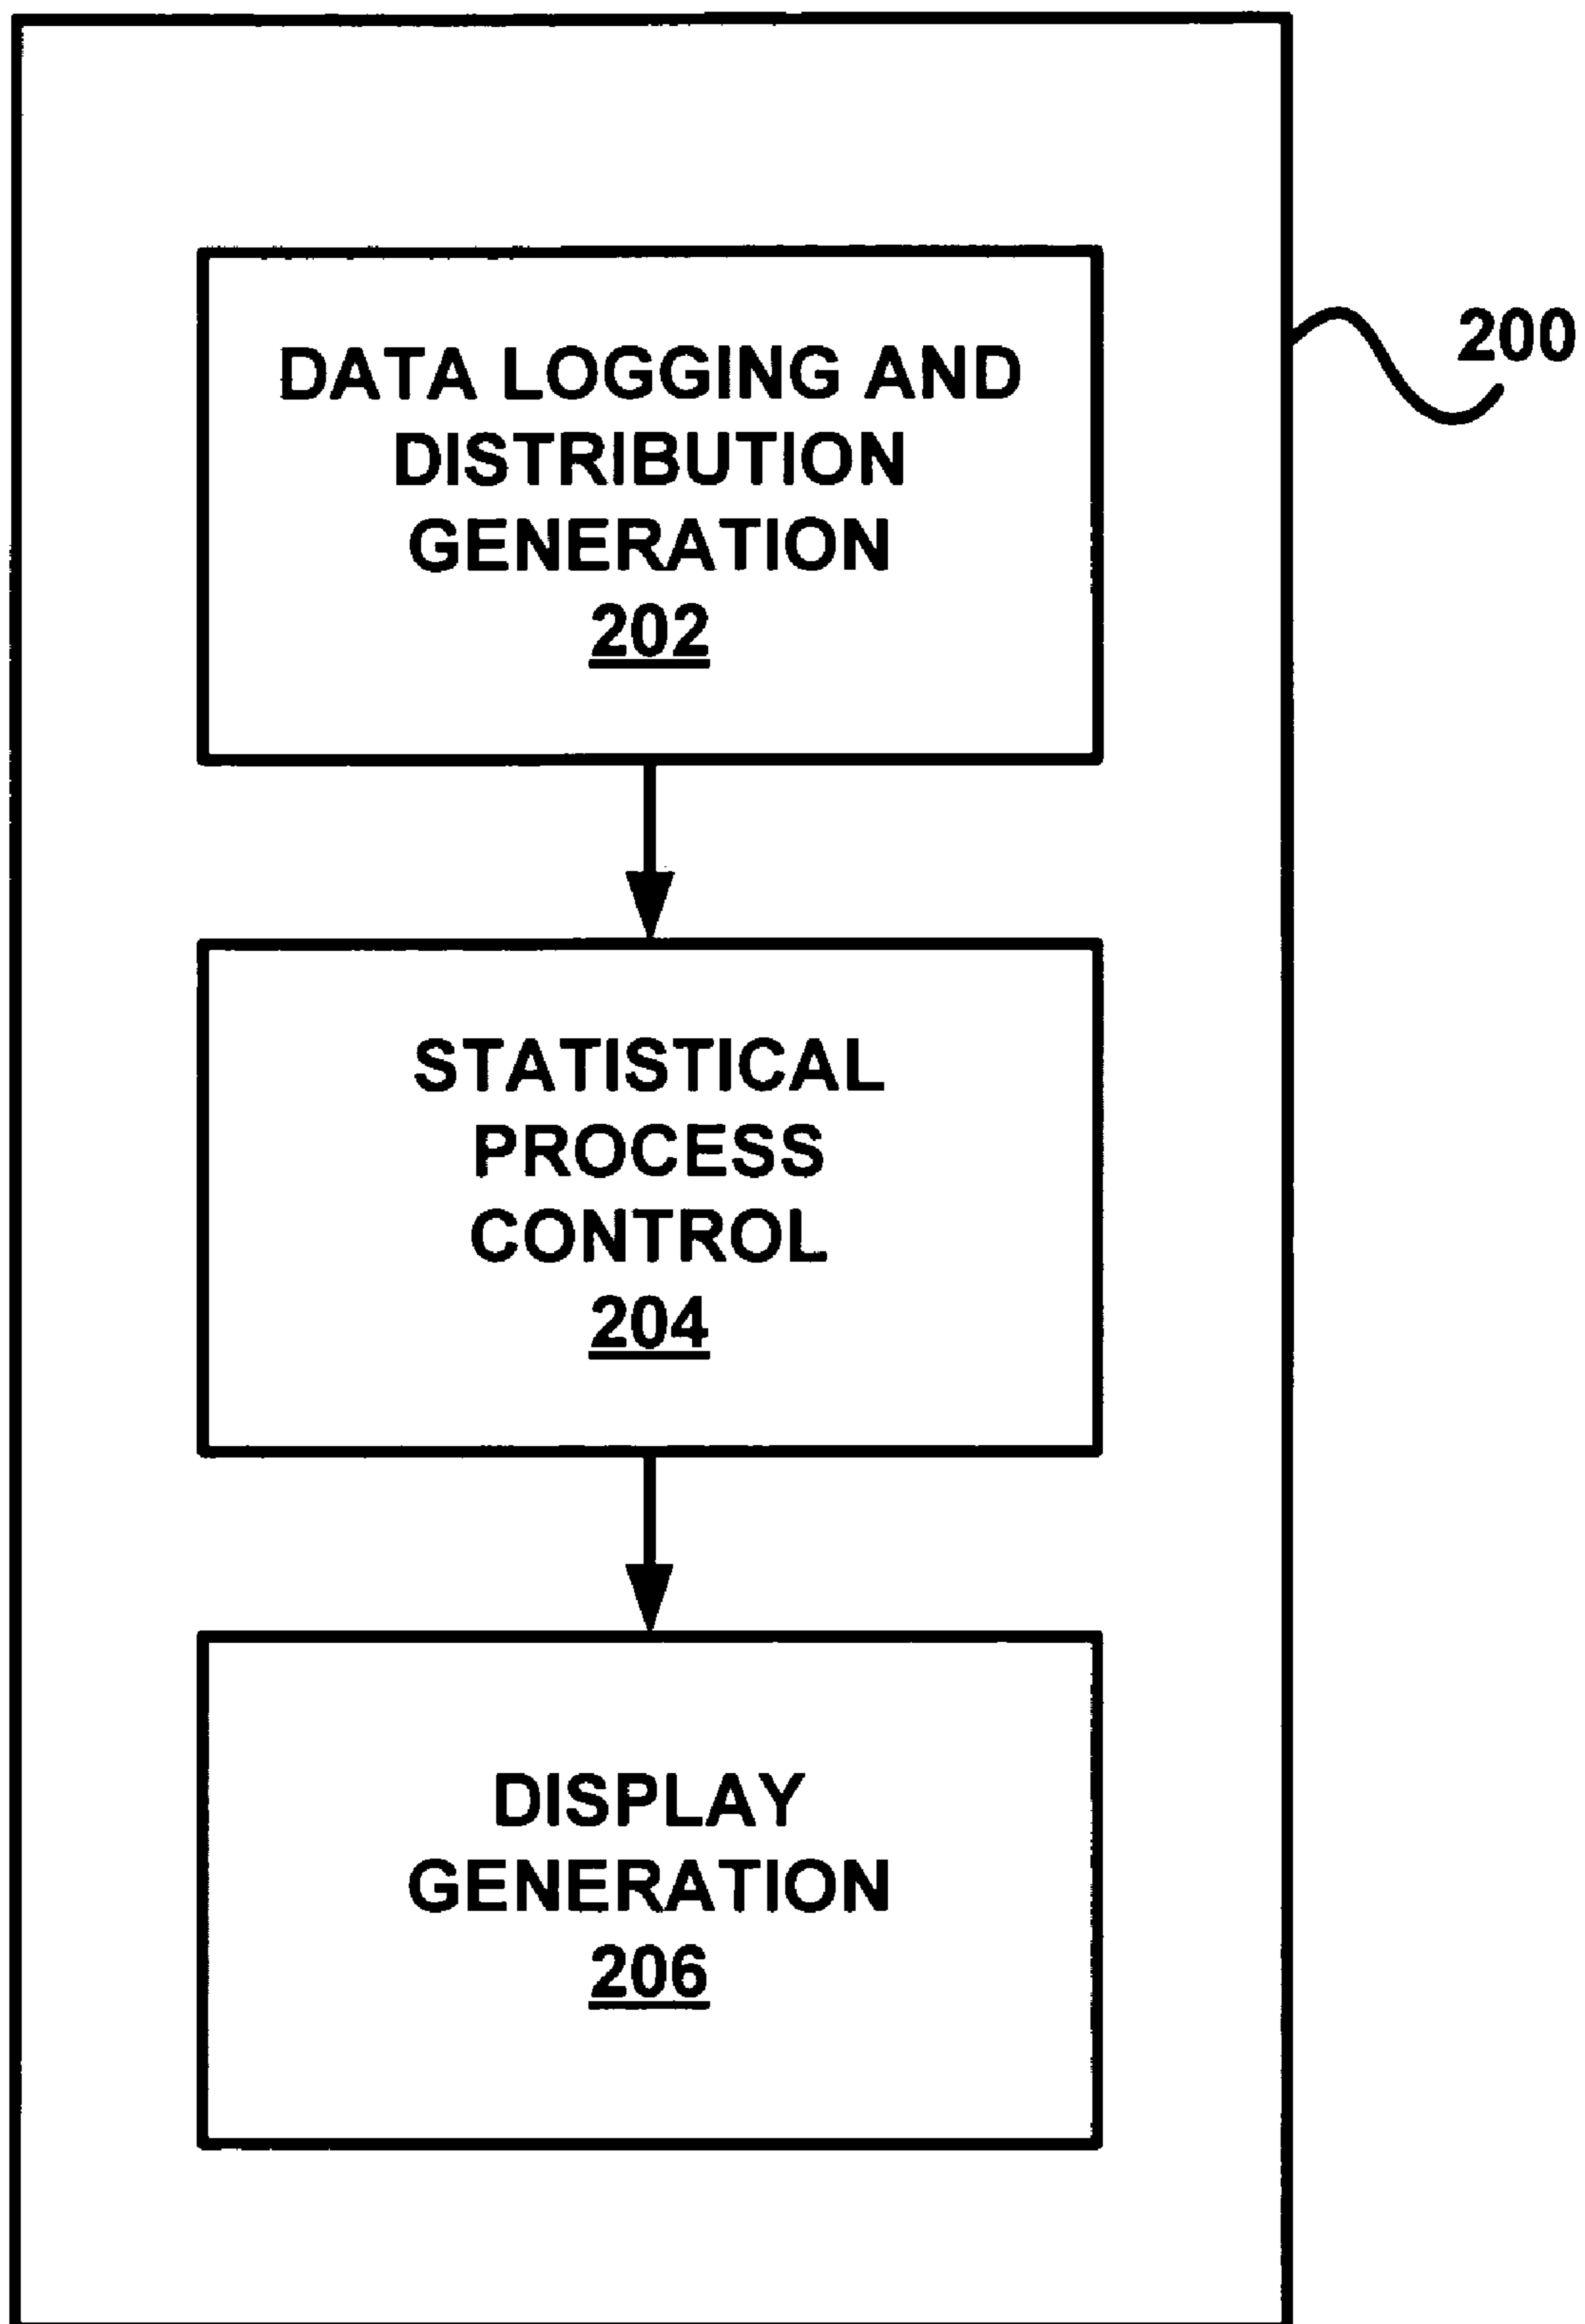 DATA LOGGING AND
DISTRIBUTION
GENERATION
202
200
STATISTICAL
PROCESS
CONTROL
204
DISPLAY
GENERATION
206